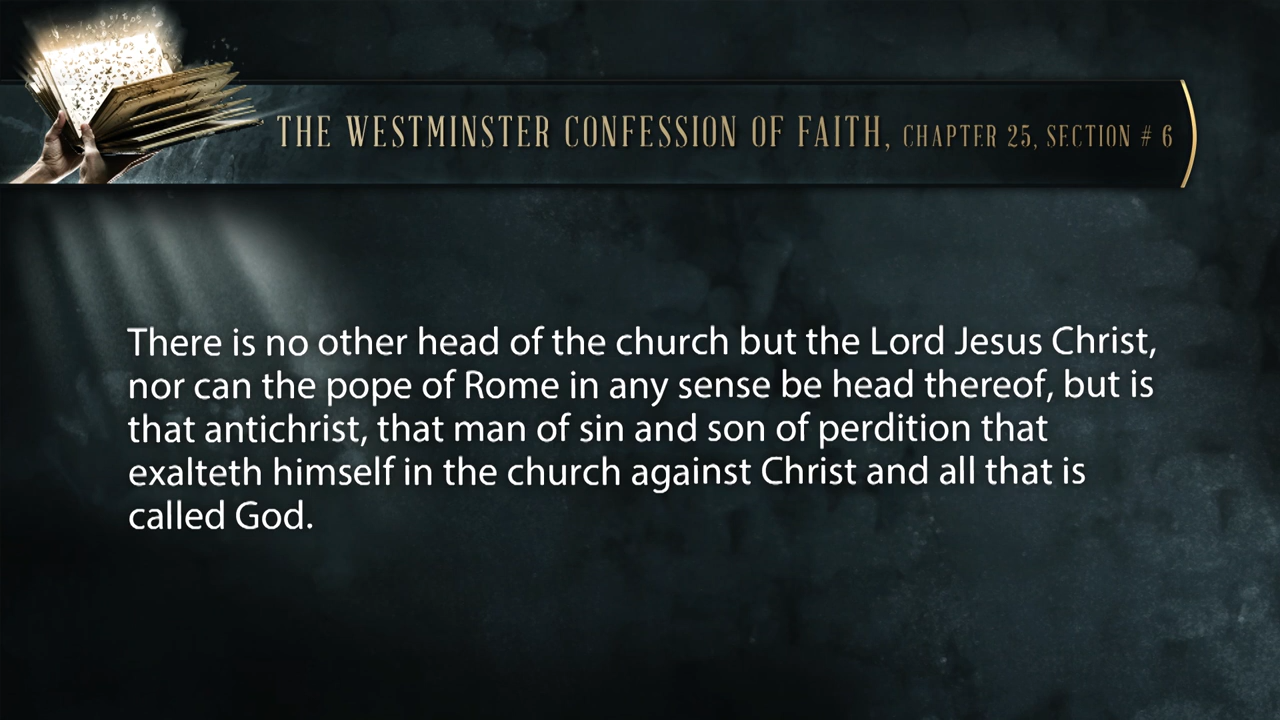 THE WESTMINSTER CONFESSION OF FAITH, CHAPTER 25, SECTION # 6
There is no other head of the church but the Lord Jesus Christ,
nor can the pope of Rome in any sense be head thereof, but is
that antichrist, that man of sin and son of perdition that
exalteth himself in the church against Christ and all that is
called God.